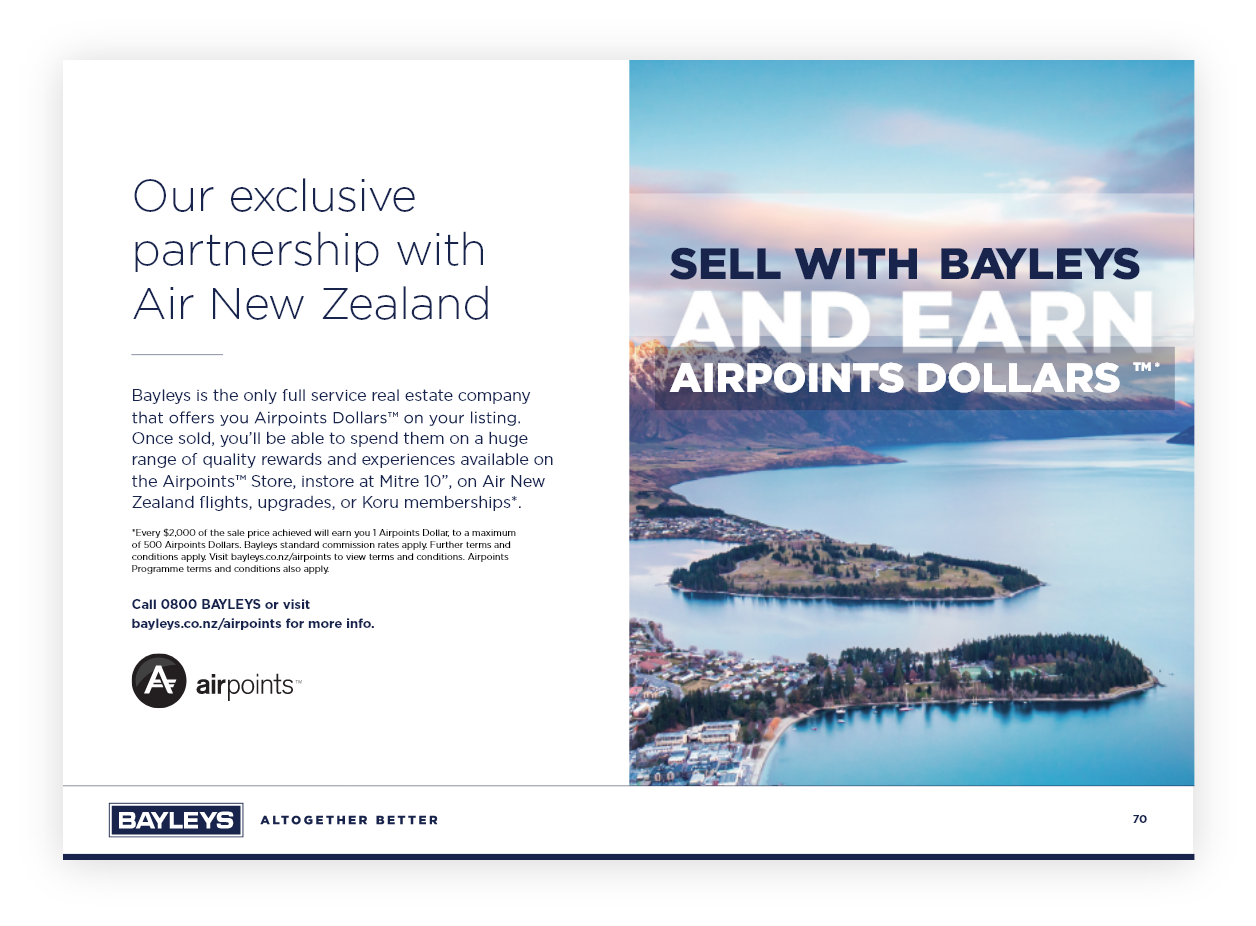 Our exclusive
partnership with
Air New Zealand
Bayleys is the only full service real estate company
that offers you Airpoints Dollars™ on your listing.
Once sold, you’ll be able to spend them on a huge
range of quality rewards and experiences available on
the Airpoints™ Store, instore at Mitre 10”, on Air New
Zealand flights, upgrades, or Koru memberships*.
*Every $2,000 of the sale price achieved will earn you 1 Airpoints Dollar, to a maximum
of 500 Airpoints Dollars. Bayleys standard commission rates apply. Further terms and
conditions apply. Visit bayleys.co.nz/airpoints to view terms and conditions. Airpoints
Programme terms and conditions also apply.
Call 0800 BAYLEYS or visit
bayleys.co.nz/airpoints for more info.
airpoints™
SELL WITH BAYLEYS
AND EARN
AIRPOINTS DOLLARS ™*
BAYLEYS ALTOGETHER BETTER
70